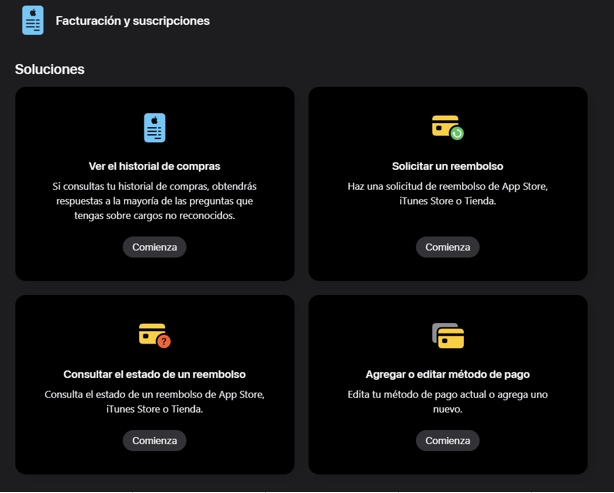 Facturación y suscripciones
Soluciones
Ver el historial de compras
Si consultas tu historial de compras, obtendrás
respuestas a la mayoría de las preguntas que
tengas sobre cargos no reconocidos.
Comienza
Solicitar un reembolso
Haz una solicitud de reembolso de App Store,
iTunes Store o Tienda.
Comienza
Consultar el estado de un reembolso
Consulta el estado de un reembolso de App Store,
iTunes Store o Tienda.
Comienza
Agregar o editar método de pago
Edita tu método de pago actual o agrega uno
nuevo.
Comienza